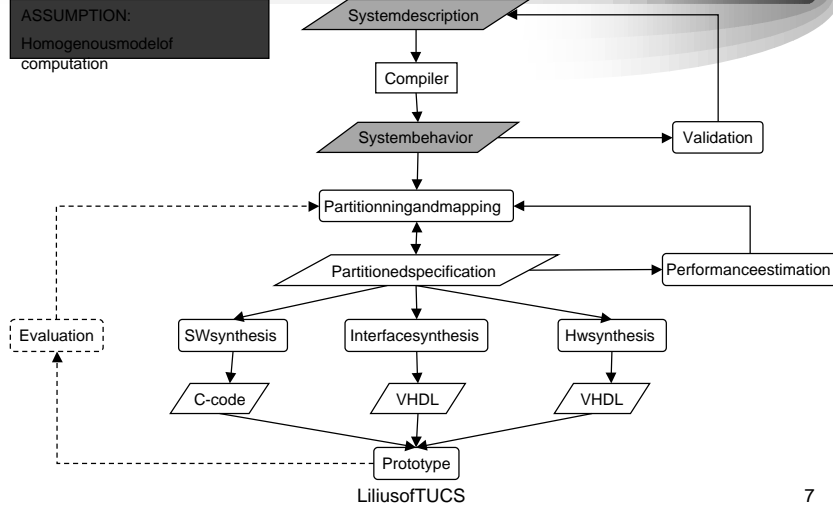 ASSUMPTION:
Homogenousmodelof
computation
Systemdescription
Compiler
Systembehavior
Validation
Partitionningandmapping
Partitionedspecification
Performanceestimation
Evaluation
SWsynthesis
Interfacesynthesis
Hwsynthesis
C-code
VHDL
VHDL
Prototype
LiliusofTUCS
7